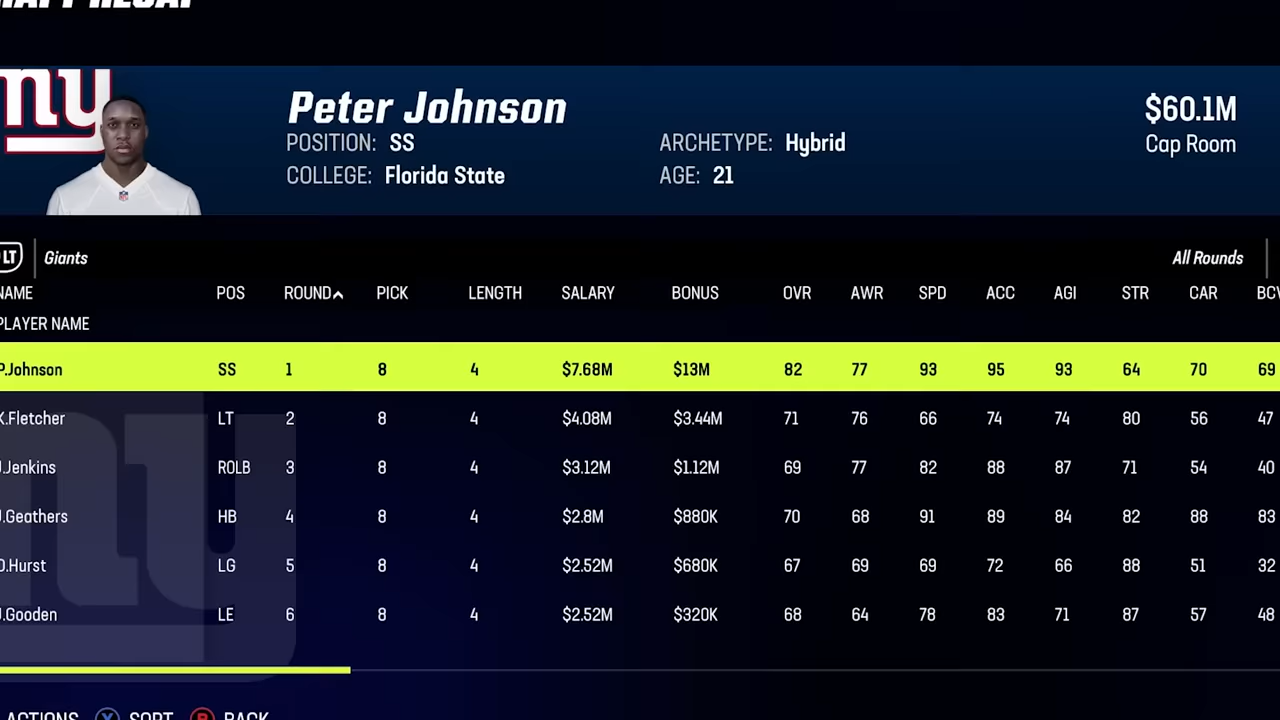 Peter Johnson
POSITION: SS ARCHETYPE: Hybrid
COLLEGE: Florida State AGE: 21
$60.1M
Cap Room
ny
LT Giants All Rounds
NAME POS ROUND PICK LENGTH SALARY BONUS OVR AWR SPD ACC AGI STR CAR BCV
PLAYER NAME
P.Johnson SS 1 8 4 $7.68M $13M 82 77 93 95 93 64 70 69
K.Fletcher LT 2 8 4 $4.08M $3.44M 71 76 66 74 74 80 56 47
J.Jenkins ROLB 3 8 4 $3.12M $1.12M 69 77 82 88 87 71 54 40
J.Geathers HB 4 8 4 $2.8M $880K 70 68 91 89 84 82 88 83
D.Hurst LG 5 8 4 $2.52M $680K 67 69 69 72 66 88 51 32
J.Gooden LE 6 8 4 $2.52M $320K 68 64 78 83 71 87 57 48
ACTIONS X SORT B BACK